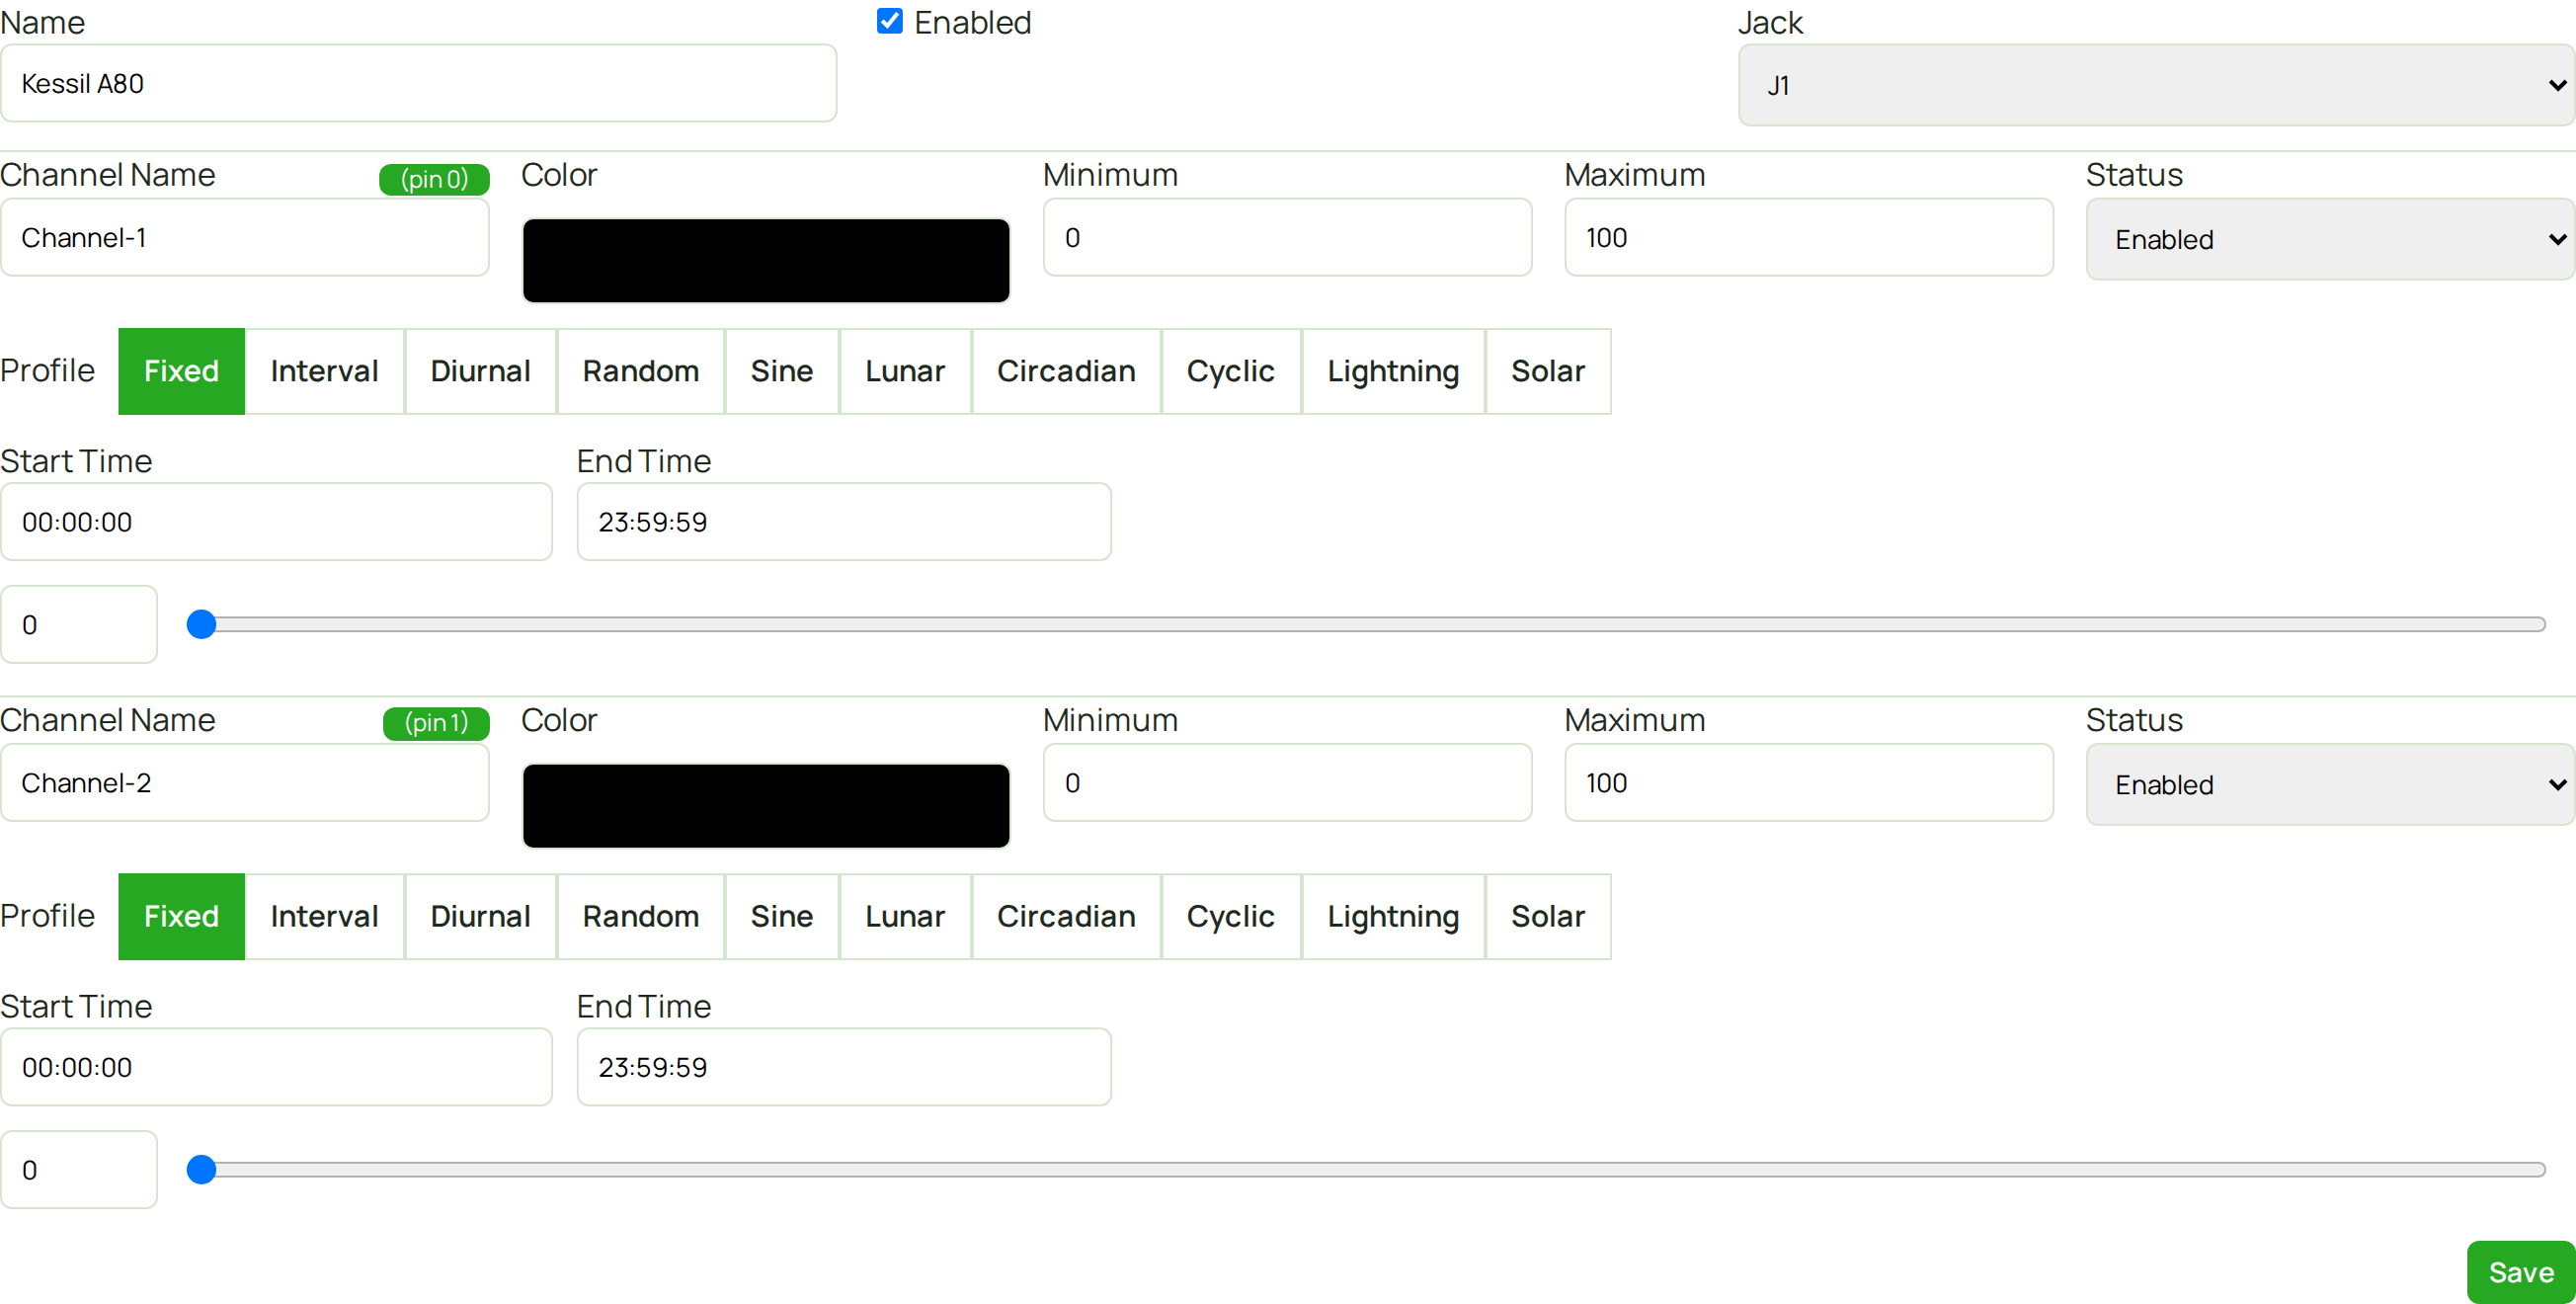 Name
Enabled
Jack
Kessil A80
J1
Channel Name (pin 0) Color Minimum Maximum Status
Channel-1 0 100 Enabled
Profile Fixed Interval Diurnal Random Sine Lunar Circadian Cyclic Lightning Solar
Start Time End Time
00:00:00 23:59:59
0
Channel Name (pin 1) Color Minimum Maximum Status
Channel-2 0 100 Enabled
Profile Fixed Interval Diurnal Random Sine Lunar Circadian Cyclic Lightning Solar
Start Time End Time
00:00:00 23:59:59
0
Save